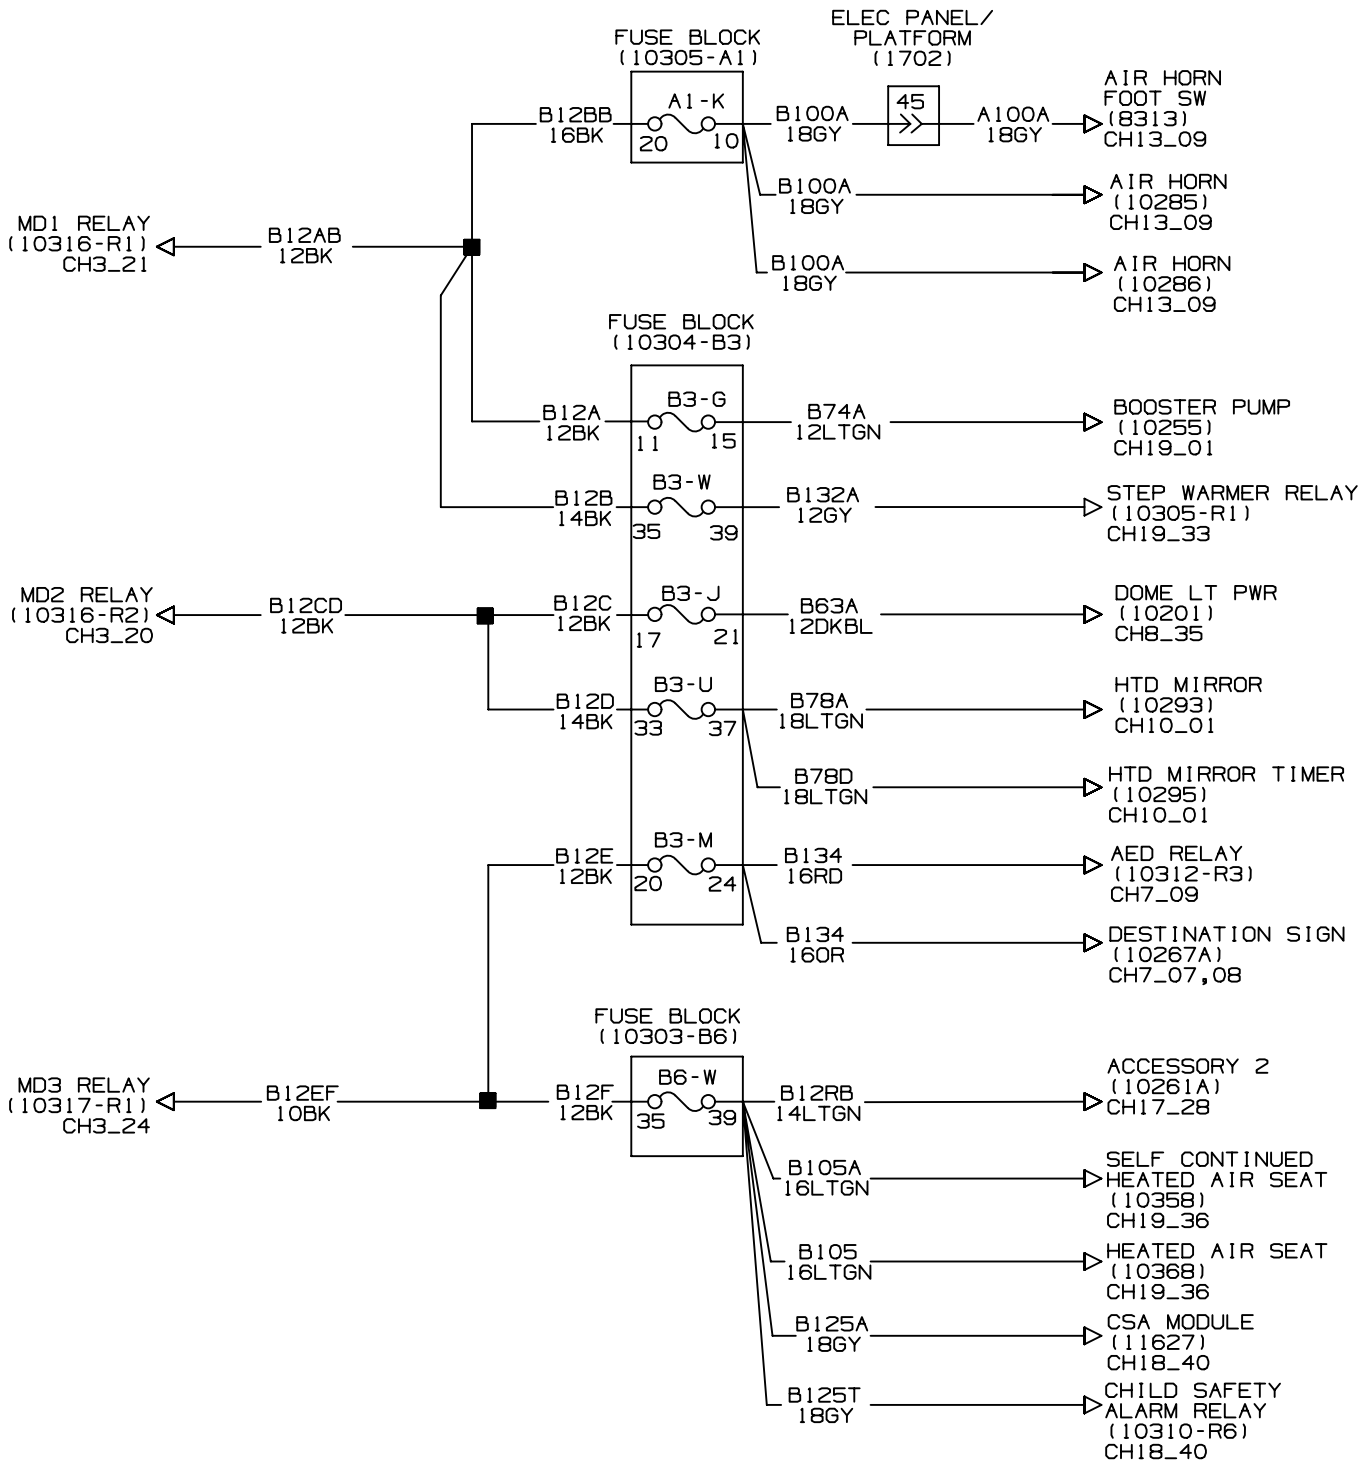 ELEC PANEL/
PLATFORM
(1702)
FUSE BLOCK
(10305-A1)
A1-K
20
10
B12BB
16BK
B100A
18GY
45
A100A
18GY
AIR HORN
FOOT SW
(8313)
CH13_09
B100A
18GY
AIR HORN
(10285)
CH13_09
MD1 RELAY
(10316-R1)
CH3_21
B12AB
12BK
B100A
18GY
AIR HORN
(10286)
CH13_09
FUSE BLOCK
(10304-B3)
B12A
12BK
B3-G
11
15
B74A
12LTGN
BOOSTER PUMP
(10255)
CH19_01
B12B
14BK
B3-W
35
39
B132A
12GY
STEP WARMER RELAY
(10305-R1)
CH19_33
MD2 RELAY
(10316-R2)
CH3_20
B12CD
12BK
B12C
12BK
B3-J
17
21
B63A
12DKBL
DOME LT PWR
(10201)
CH8_35
B12D
14BK
B3-U
33
37
B78A
18LTGN
HTD MIRROR
(10293)
CH10_01
B78D
18LTGN
HTD MIRROR TIMER
(10295)
CH10_01
B12E
12BK
B3-M
20
24
B134
16RD
AED RELAY
(10312-R3)
CH7_09
B134
16OR
DESTINATION SIGN
(10267A)
CH7_07,08
FUSE BLOCK
(10303-B6)
MD3 RELAY
(10317-R1)
CH3_24
B12EF
10BK
B12F
12BK
B6-W
35
39
B12RB
14LTGN
ACCESSORY 2
(10261A)
CH17_28
B105A
16LTGN
SELF CONTINUED
HEATED AIR SEAT
(10358)
CH19_36
B105
16LTGN
HEATED AIR SEAT
(10368)
CH19_36
B125A
18GY
CSA MODULE
(11627)
CH18_40
B125T
18GY
CHILD SAFETY
ALARM RELAY
(10310-R6)
CH18_40